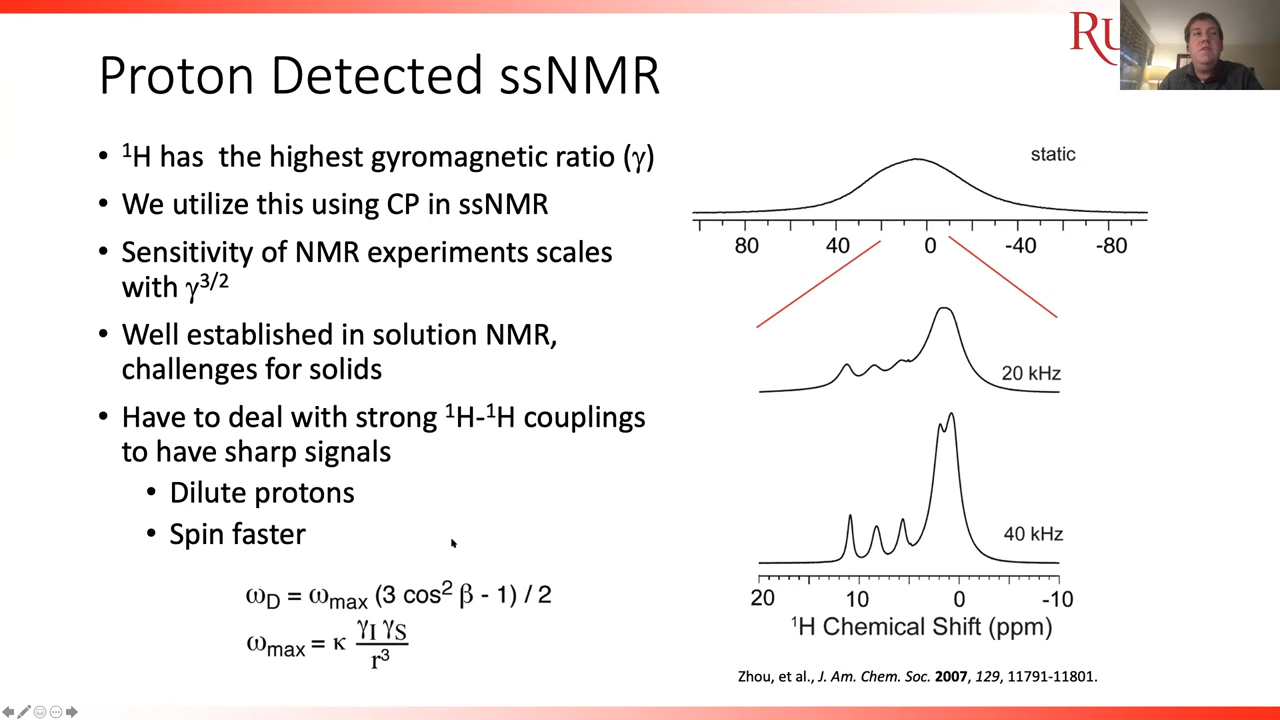 Proton Detected ssNMR
RU
• ¹H has  the highest gyromagnetic ratio (γ)
• We utilize this using CP in ssNMR
• Sensitivity of NMR experiments scales
with γ³/²
• Well established in solution NMR,
challenges for solids
• Have to deal with strong ¹H-¹H couplings
to have sharp signals
• Dilute protons
• Spin faster
ω_D = ω_max (3 cos² β - 1) / 2
ω_max = κ γ_I γ_S / r³
static
80 40 0 -40 -80
20 kHz
40 kHz
20 10 0 -10
¹H Chemical Shift (ppm)
Zhou, et al., J. Am. Chem. Soc. 2007, 129, 11791-11801.